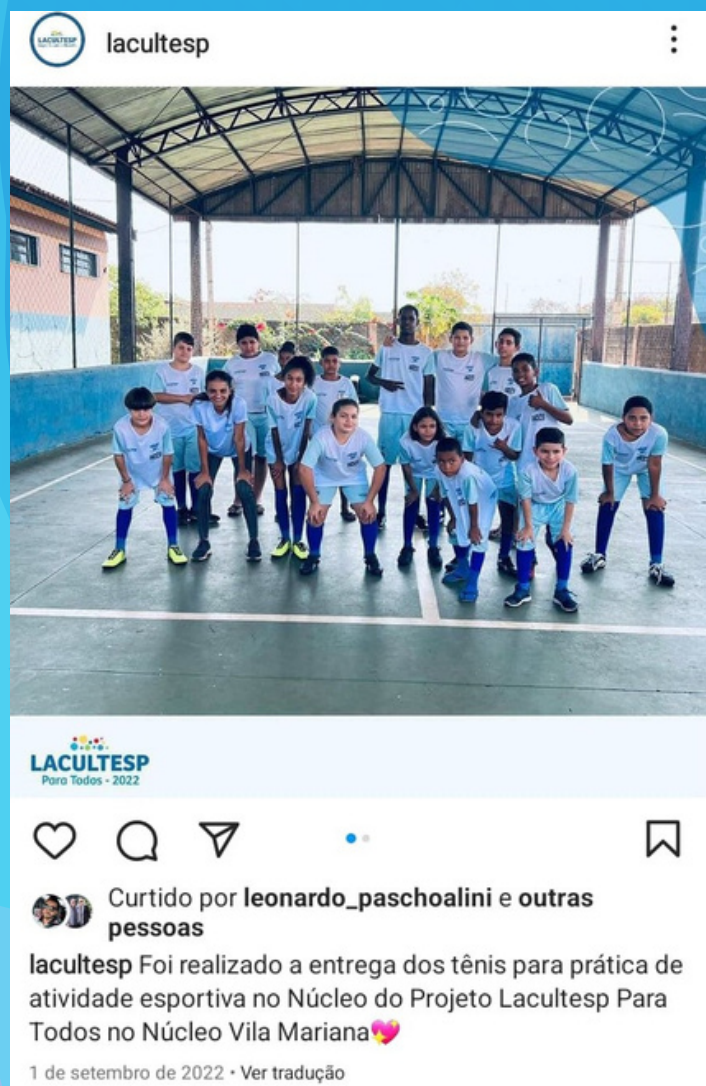 LACULTESP
lacultesp
LACULTESP
Para Todos - 2022
Curtido por leonardo_paschoalini e outras
pessoas
lacultesp Foi realizado a entrega dos tênis para prática de
atividade esportiva no Núcleo do Projeto Lacultesp Para
Todos no Núcleo Vila Mariana💖
1 de setembro de 2022 • Ver tradução